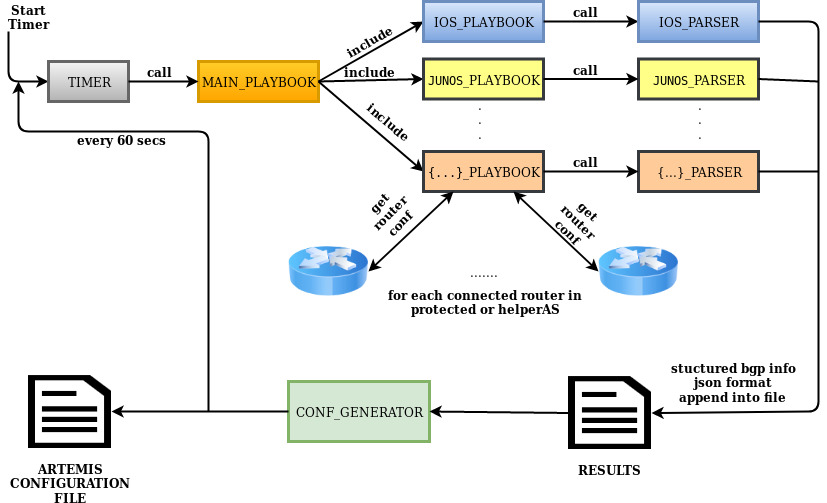 Start
Timer
TIMER
call
MAIN_PLAYBOOK
include
include
include
IOS_PLAYBOOK
call
IOS_PARSER
JUNOS_PLAYBOOK
call
JUNOS_PARSER
{...}_PLAYBOOK
call
{...}_PARSER
every 60 secs
get
router
conf
get
router
conf
.......
for each connected router in
protected or helperAS
stuctured bgp info
json format
append into file
CONF_GENERATOR
ARTEMIS
CONFIGURATION
FILE
RESULTS